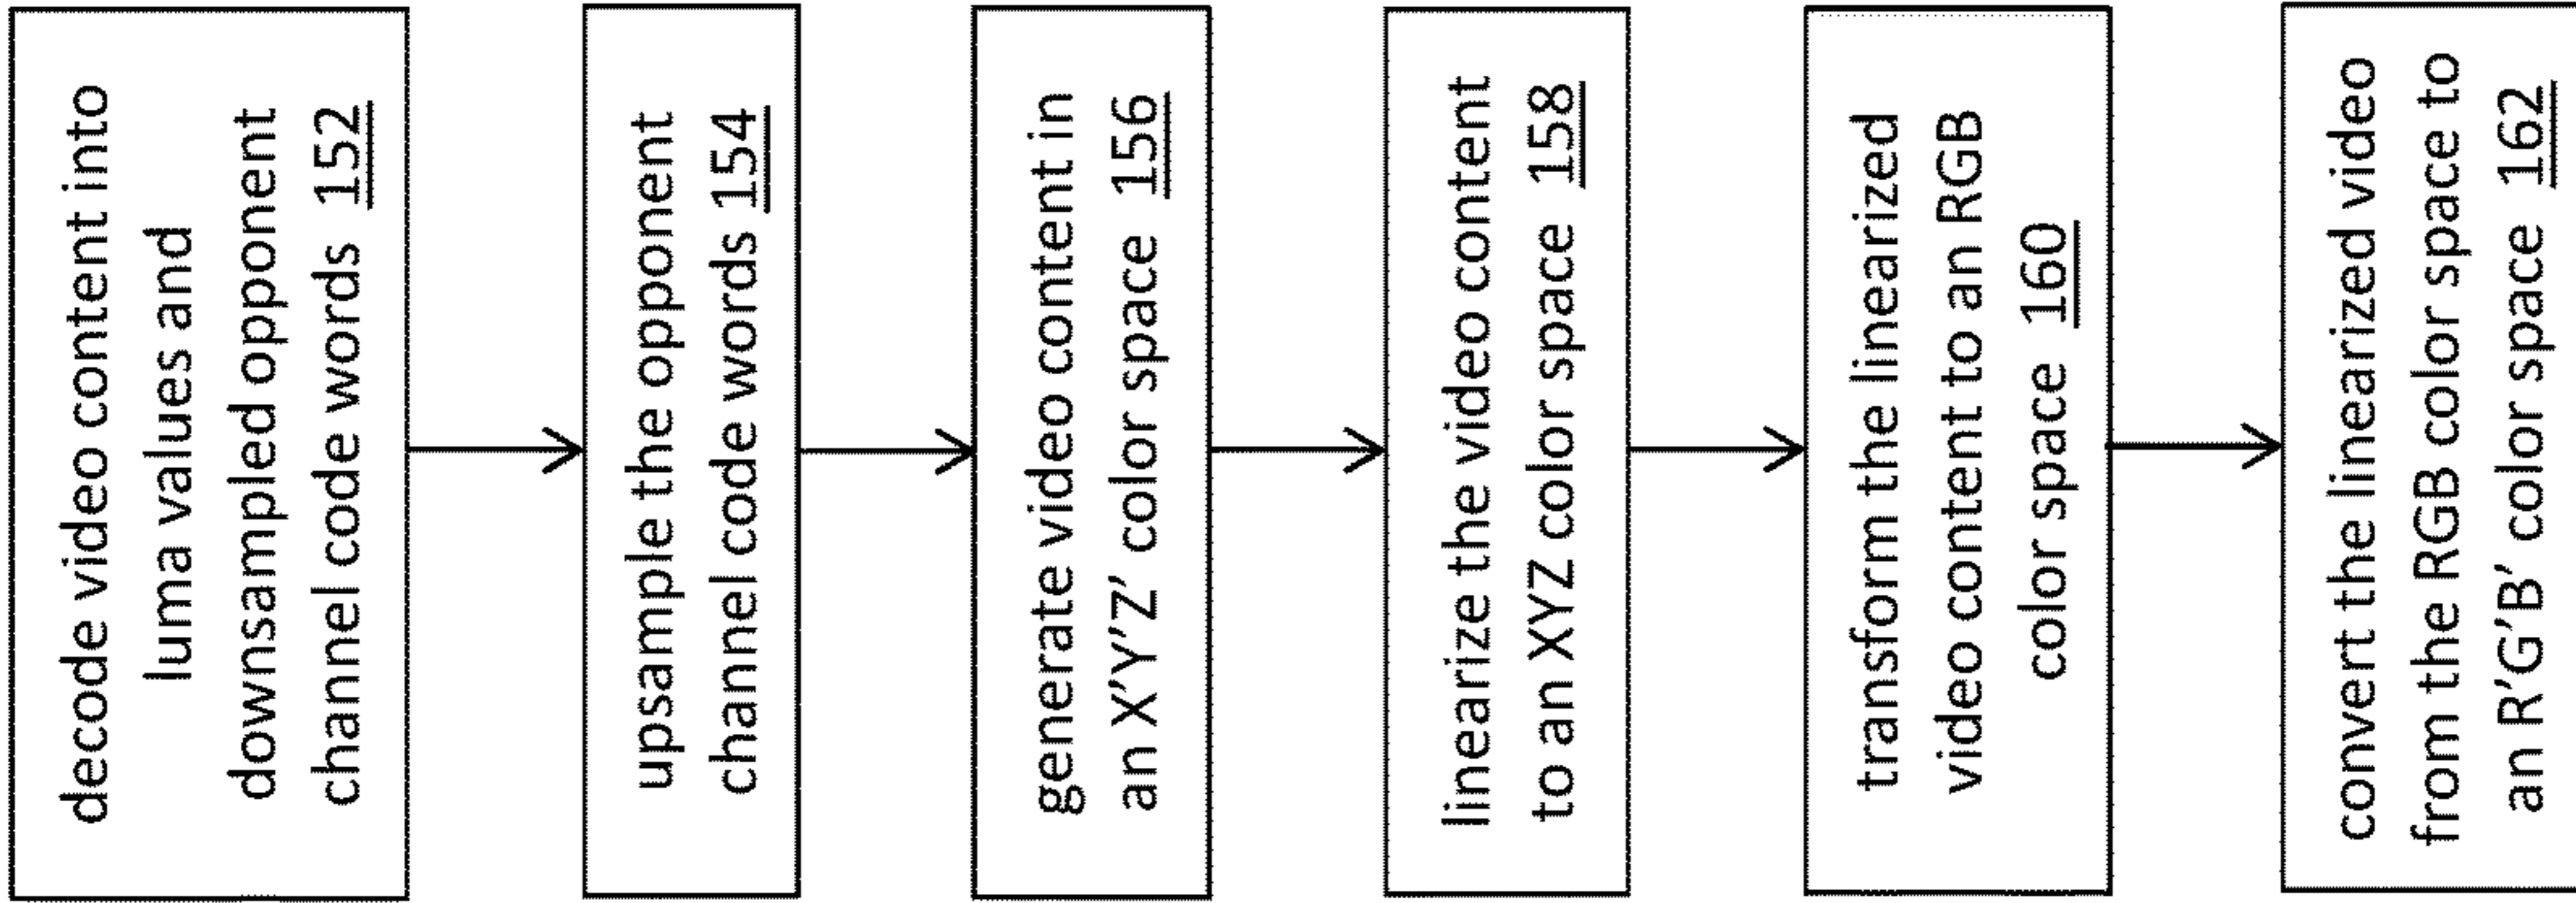 decode video content into
luma values and
downsampled opponent
channel code words 152
upsample the opponent
channel code words 154
generate video content in
an X'Y'Z' color space 156
linearize the video content
to an XYZ color space 158
transform the linearized
video content to an RGB
color space 160
convert the linearized video
from the RGB color space to
an R'G'B' color space 162